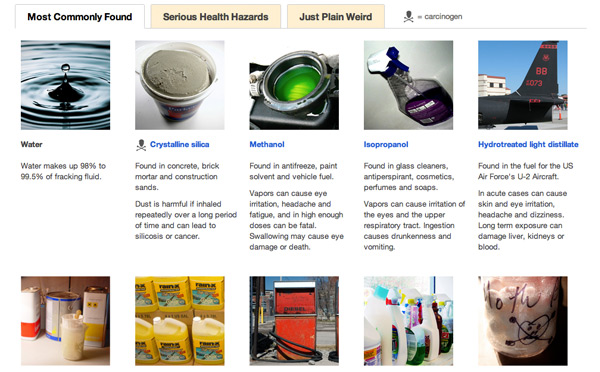 Most Commonly Found
Serious Health Hazards
Just Plain Weird
= carcinogen
BB
Water
Water makes up 98% to
99.5% of fracking fluid.
Crystalline silica
Found in concrete, brick
mortar and construction
sands.
Dust is harmful if inhaled
repeatedly over a long period
of time and can lead to
silicosis or cancer.
Methanol
Found in antifreeze, paint
solvent and vehicle fuel.
Vapors can cause eye
irritation, headache and
fatigue, and in high enough
doses can be fatal.
Swallowing may cause eye
damage or death.
Isopropanol
Found in glass cleaners,
antiperspirant, cosmetics,
perfumes and soaps.
Vapors can cause irritation of
the eyes and the upper
respiratory tract. Ingestion
causes drunkenness and
vomiting.
Hydrotreated light distillate
Found in the fuel for the US
Air Force's U-2 Aircraft.
In acute cases can cause
skin and eye irritation,
headache and dizziness.
Long term exposure can
damage liver, kidneys or
blood.